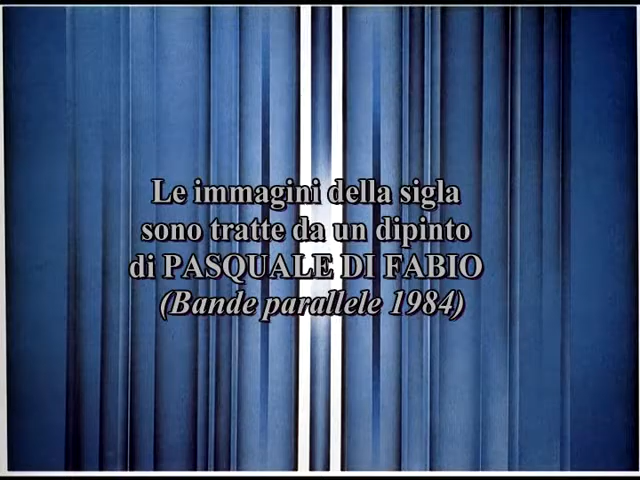 Le immagini della sigla
sono tratte da un dipinto
di PASQUALE DI FABIO
(Bande parallele 1984)